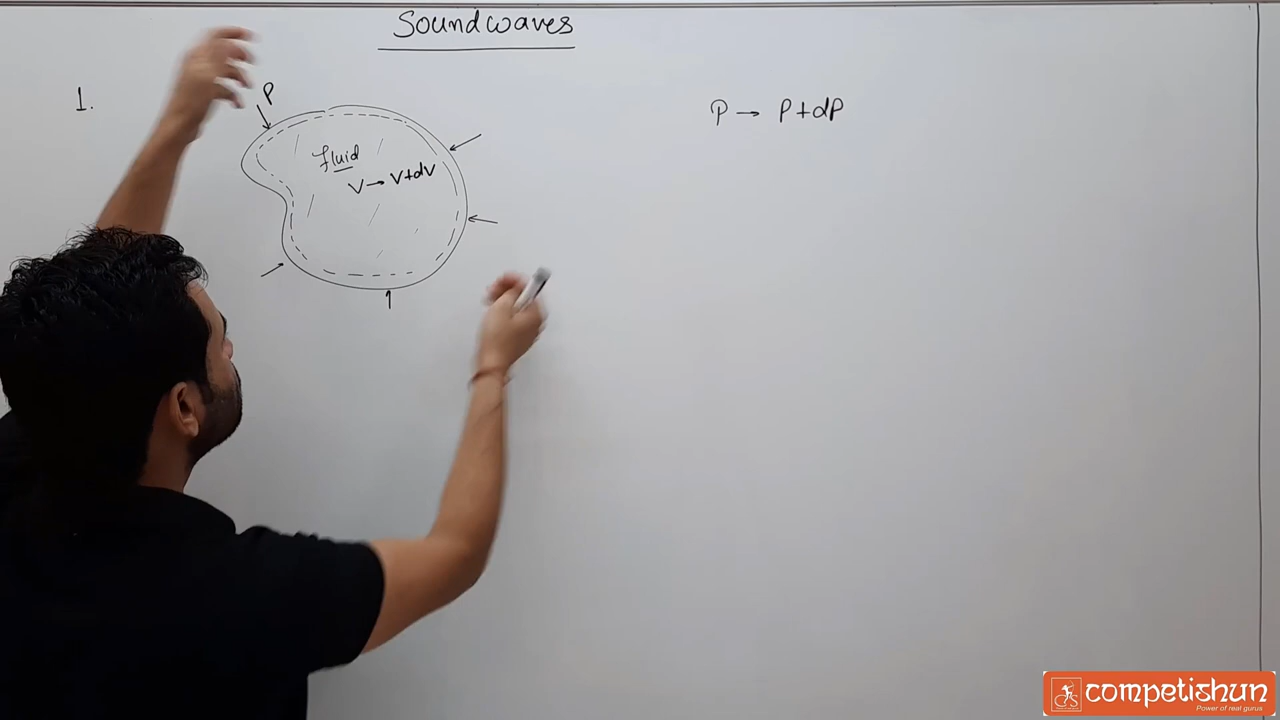 Soundwaves
1.
P
fluid
V → V+dV
P → P+dP
competishun
Power of real gurus